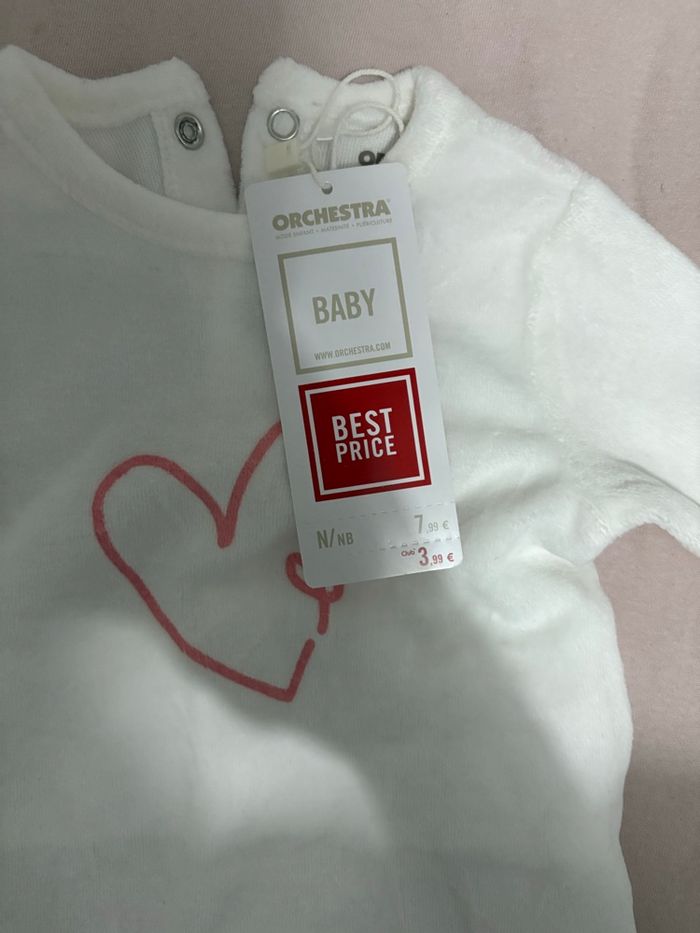 ORCHESTRA
MODE ENFANT • MATERNITÉ • PUÉRICULTURE
BABY
WWW.ORCHESTRA.COM
BEST
PRICE
N/NB
7,99 €
Club 3,99 €